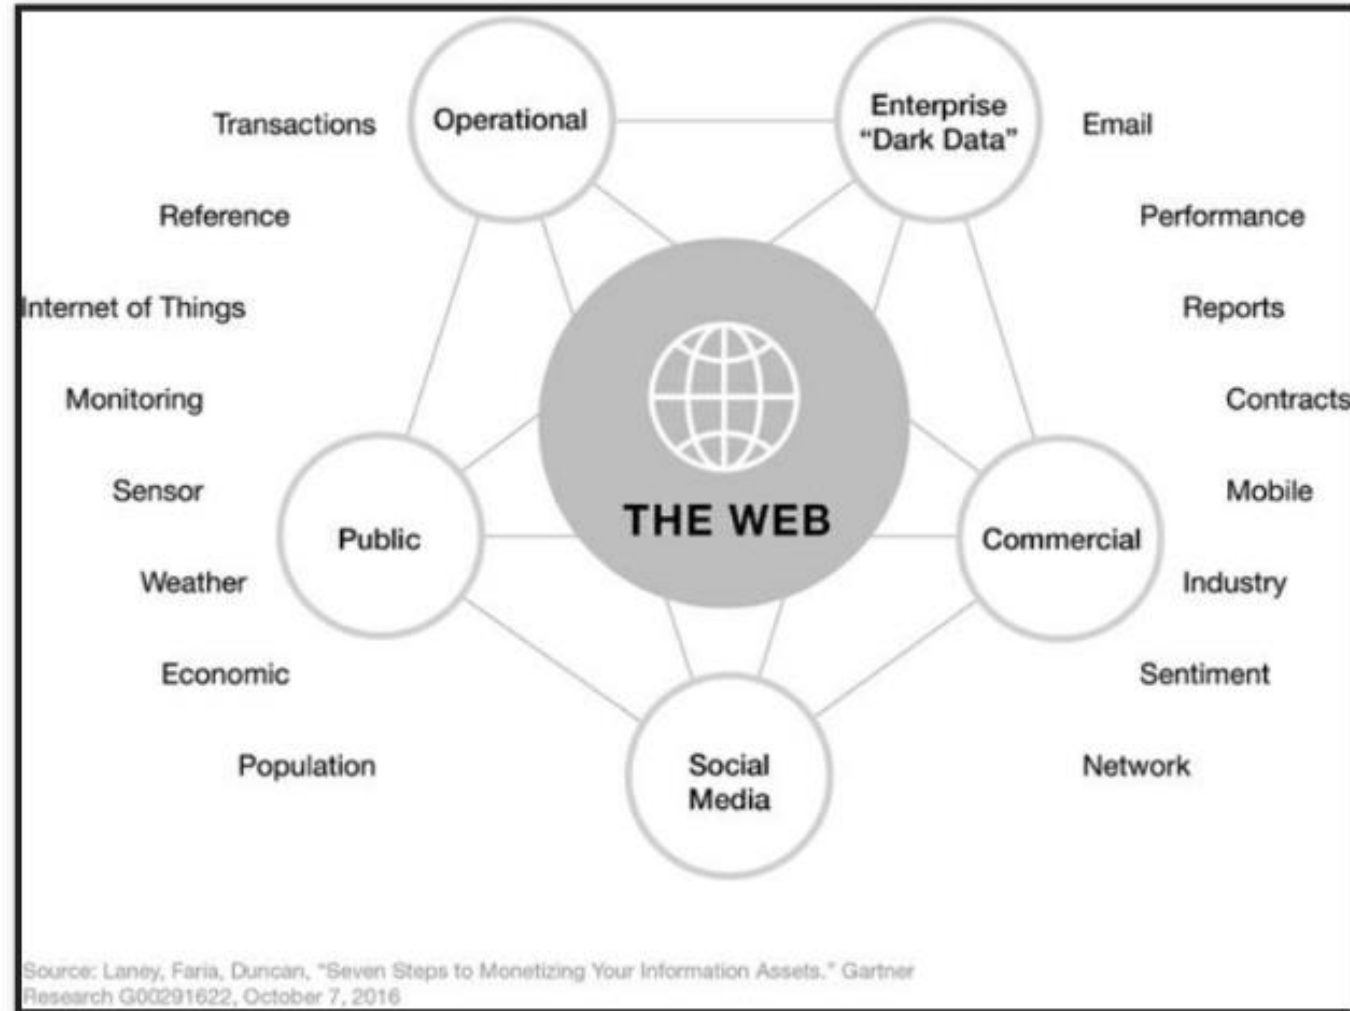 Transactions
Operational
Enterprise
“Dark Data”
Email
Reference
Performance
Internet of Things
Reports
Monitoring
Contracts
Sensor
THE WEB
Mobile
Public
Commercial
Weather
Industry
Economic
Sentiment
Population
Social
Media
Network
Source: Laney, Faria, Duncan, “Seven Steps to Monetizing Your Information Assets.” Gartner
Research G00291622, October 7, 2016